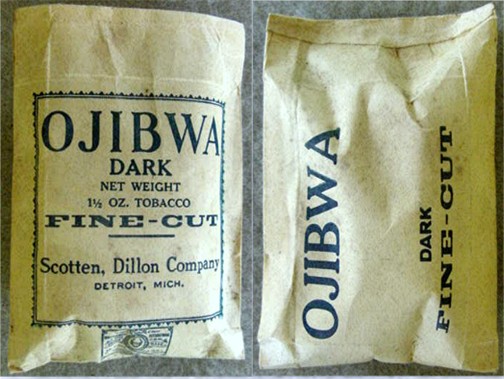 OJIBWA
DARK
NET WEIGHT
1½ OZ. TOBACCO
FINE-CUT
Scotten, Dillon Company
DETROIT, MICH.
OJIBWA
DARK
FINE-CUT